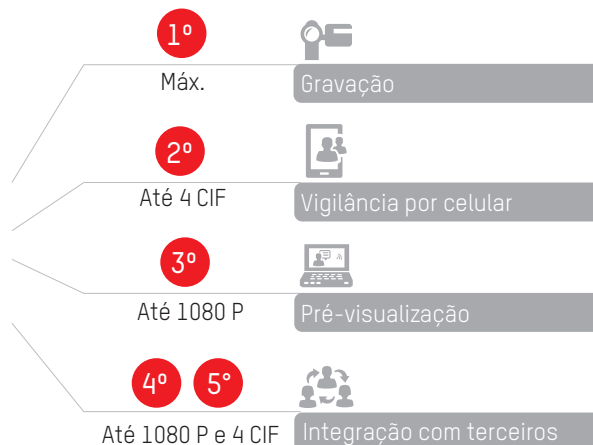 1º
Máx.
Gravação
2º
Até 4 CIF
Vigilância por celular
3º
Até 1080 P
Pré-visualização
4º 5°
Até 1080 P e 4 CIF
Integração com terceiros